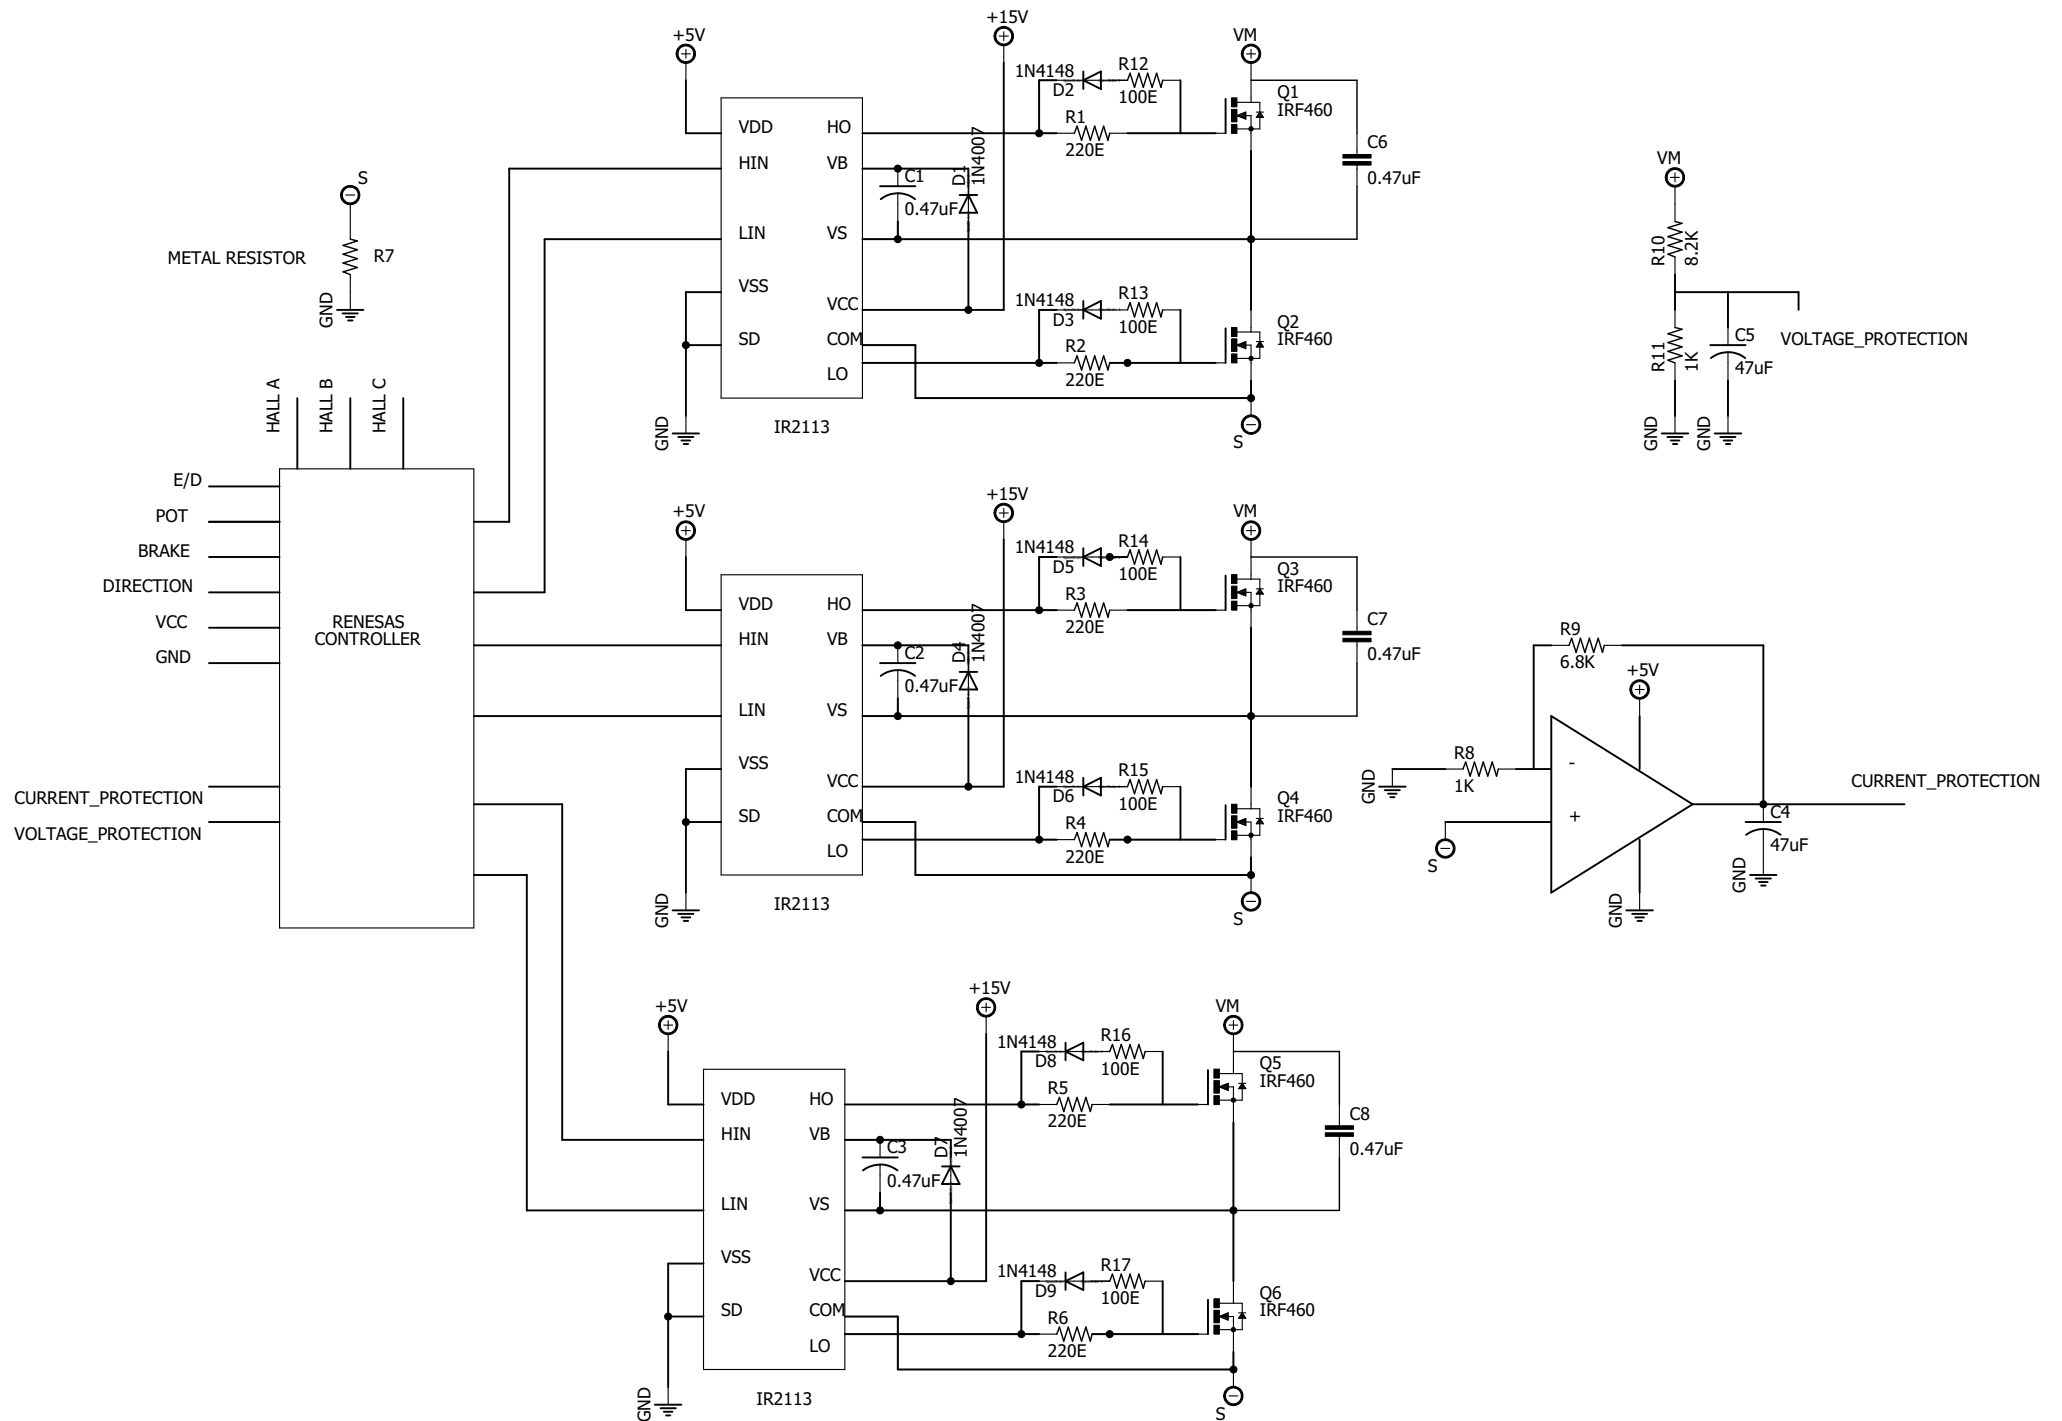 +5V
+15V
VM
1N4148
D2
R12
100E
R1
220E
Q1
IRF460
VDD
HIN
LIN
VSS
SD
HO
VB
VS
VCC
COM
LO
C1
0.47uF
D1
1N4007
C6
0.47uF
1N4148
D3
R13
100E
R2
220E
Q2
IRF460
GND
IR2113
S
S
METAL RESISTOR
R7
GND
VM
R10
8.2K
R11
1K
C5
47uF
VOLTAGE_PROTECTION
GND
GND
HALL A
HALL B
HALL C
E/D
POT
BRAKE
DIRECTION
VCC
GND
CURRENT_PROTECTION
VOLTAGE_PROTECTION
RENESAS
CONTROLLER
+5V
+15V
VM
1N4148
D5
R14
100E
R3
220E
Q3
IRF460
VDD
HIN
LIN
VSS
SD
HO
VB
VS
VCC
COM
LO
C2
0.47uF
D4
1N4007
C7
0.47uF
1N4148
D6
R15
100E
R4
220E
Q4
IRF460
GND
IR2113
S
R9
6.8K
+5V
R8
1K
GND
-
+
S
GND
CURRENT_PROTECTION
C4
47uF
GND
+5V
+15V
VM
1N4148
D8
R16
100E
R5
220E
Q5
IRF460
VDD
HIN
LIN
VSS
SD
HO
VB
VS
VCC
COM
LO
C3
0.47uF
D7
1N4007
C8
0.47uF
1N4148
D9
R17
100E
R6
220E
Q6
IRF460
GND
IR2113
S